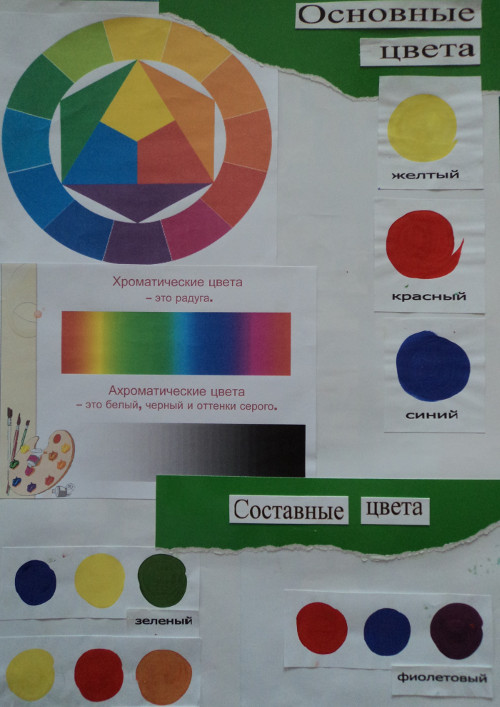 Основные
цвета
желтый
красный
синий
Хроматические цвета
– это радуга.
Ахроматические цвета
– это белый, черный и оттенки серого.
Составные цвета
зеленый
фиолетовый